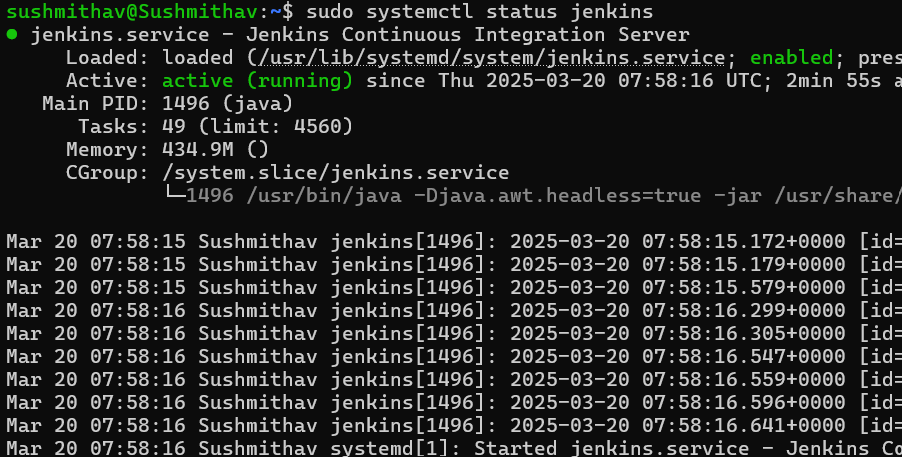 sushmithav@Sushmithav:~$ sudo systemctl status jenkins
● jenkins.service - Jenkins Continuous Integration Server
Loaded: loaded (/usr/lib/systemd/system/jenkins.service; enabled; pres
Active: active (running) since Thu 2025-03-20 07:58:16 UTC; 2min 55s a
Main PID: 1496 (java)
Tasks: 49 (limit: 4560)
Memory: 434.9M ()
CGroup: /system.slice/jenkins.service
└─1496 /usr/bin/java -Djava.awt.headless=true -jar /usr/share/
Mar 20 07:58:15 Sushmithav jenkins[1496]: 2025-03-20 07:58:15.172+0000 [id=
Mar 20 07:58:15 Sushmithav jenkins[1496]: 2025-03-20 07:58:15.179+0000 [id=
Mar 20 07:58:15 Sushmithav jenkins[1496]: 2025-03-20 07:58:15.579+0000 [id=
Mar 20 07:58:16 Sushmithav jenkins[1496]: 2025-03-20 07:58:16.299+0000 [id=
Mar 20 07:58:16 Sushmithav jenkins[1496]: 2025-03-20 07:58:16.305+0000 [id=
Mar 20 07:58:16 Sushmithav jenkins[1496]: 2025-03-20 07:58:16.547+0000 [id=
Mar 20 07:58:16 Sushmithav jenkins[1496]: 2025-03-20 07:58:16.559+0000 [id=
Mar 20 07:58:16 Sushmithav jenkins[1496]: 2025-03-20 07:58:16.596+0000 [id=
Mar 20 07:58:16 Sushmithav jenkins[1496]: 2025-03-20 07:58:16.641+0000 [id=
Mar 20 07:58:16 Sushmithav systemd[1]: Started jenkins.service - Jenkins Co